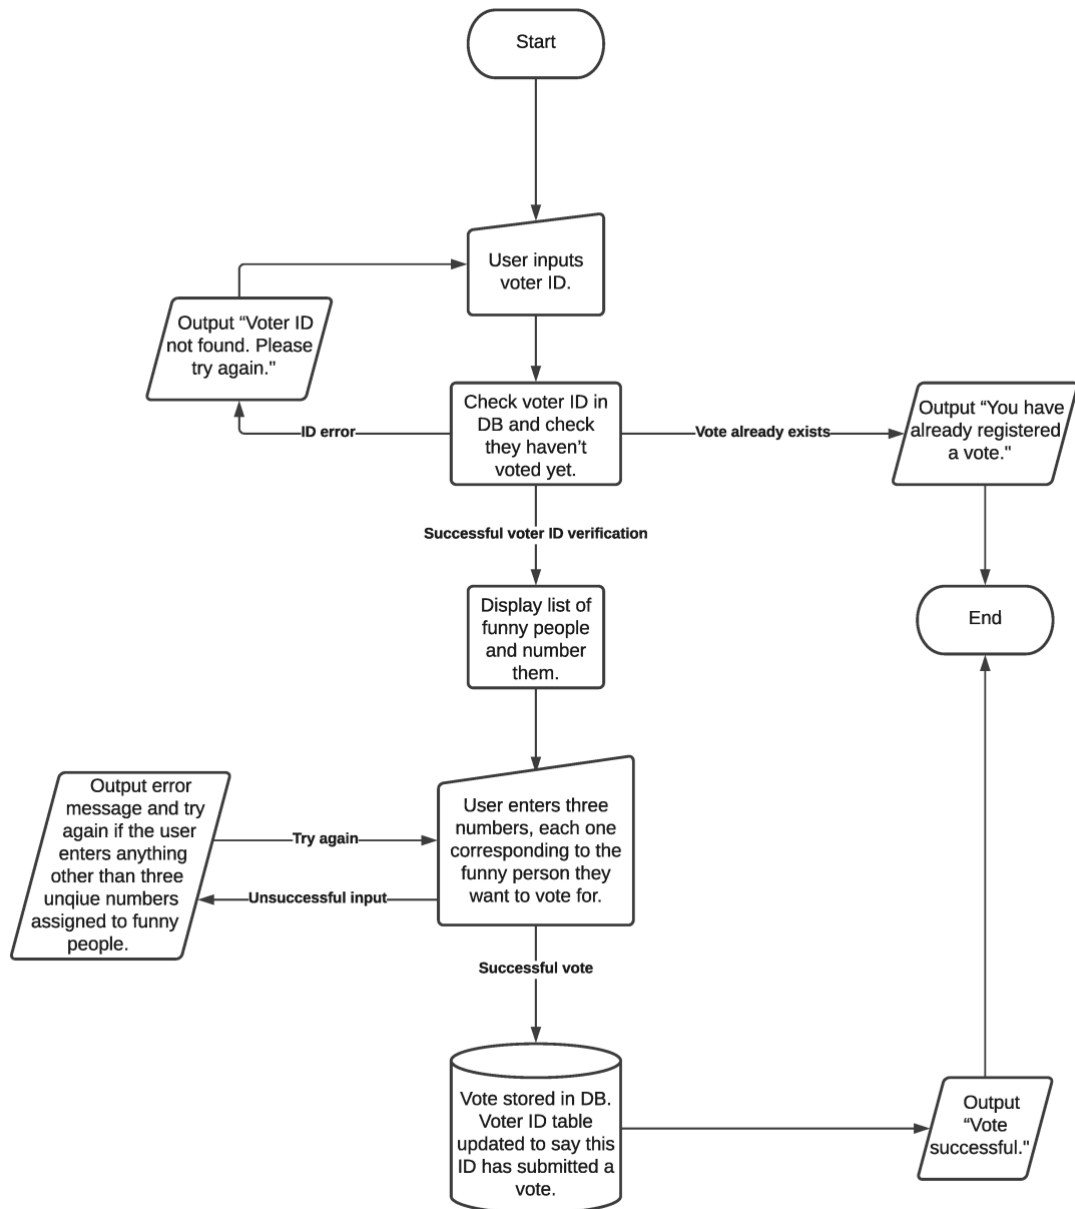 Start
User inputs
voter ID.
Output “Voter ID
not found. Please
try again."
Check voter ID in
DB and check
they haven’t
voted yet.
ID error
Vote already exists
Output “You have
already registered
a vote."
Successful voter ID verification
Display list of
funny people
and number
them.
End
Output error
message and try
again if the user
enters anything
other than three
unqiue numbers
assigned to funny
people.
Try again
Unsuccessful input
User enters three
numbers, each one
corresponding to the
funny person they
want to vote for.
Successful vote
Vote stored in DB.
Voter ID table
updated to say this
ID has submitted a
vote.
Output
“Vote
successful."